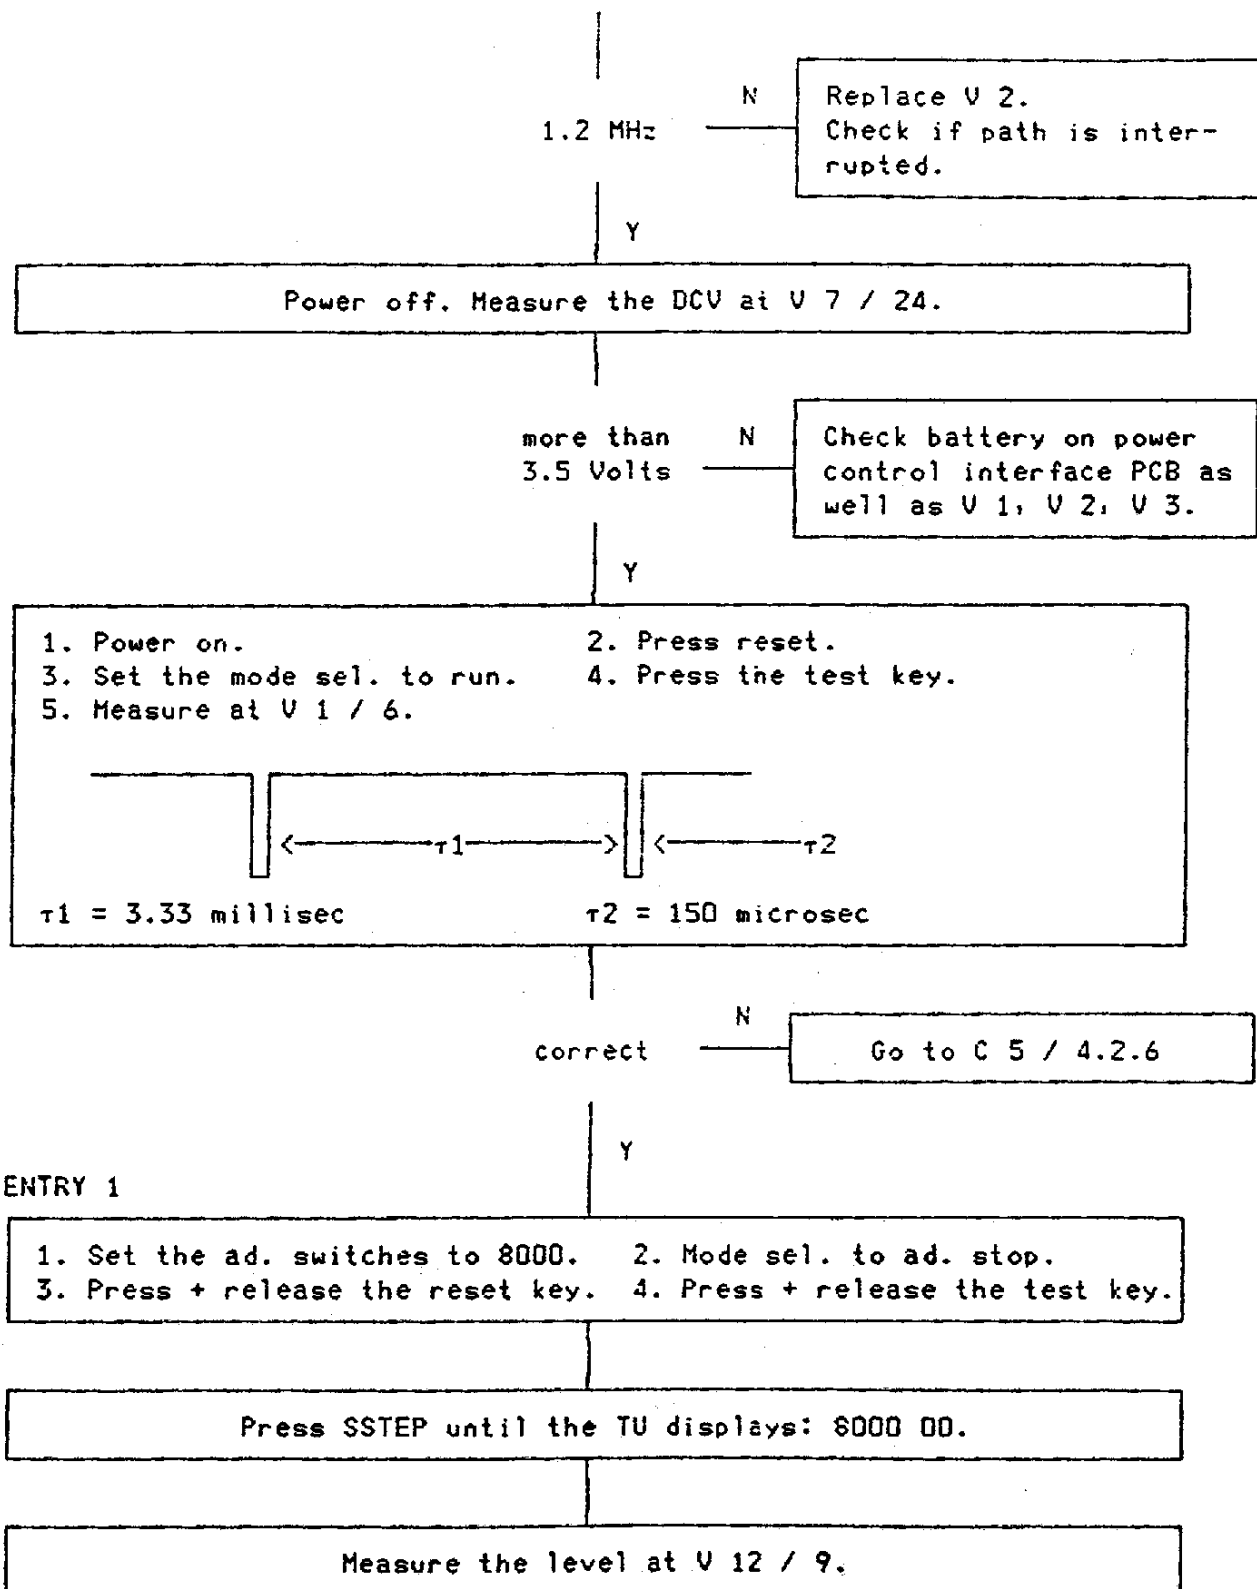 N
Replace V 2.
1.2 MHz
Check if path is inter-
rupted.
Y
Power off. Measure the DCV at V 7 / 24.
more than
N
Check battery on power
3.5 Volts
control interface PCB as
well as V 1, V 2, V 3.
Y
1. Power on. 2. Press reset.
3. Set the mode sel. to run. 4. Press the test key.
5. Measure at V 1 / 6.
<-------τ1-------> <-------τ2
τ1 = 3.33 millisec τ2 = 150 microsec
N
correct
Go to C 5 / 4.2.6
Y
ENTRY 1
1. Set the ad. switches to 8000. 2. Mode sel. to ad. stop.
3. Press + release the reset key. 4. Press + release the test key.
Press SSTEP until the TU displays: 8000 00.
Measure the level at V 12 / 9.